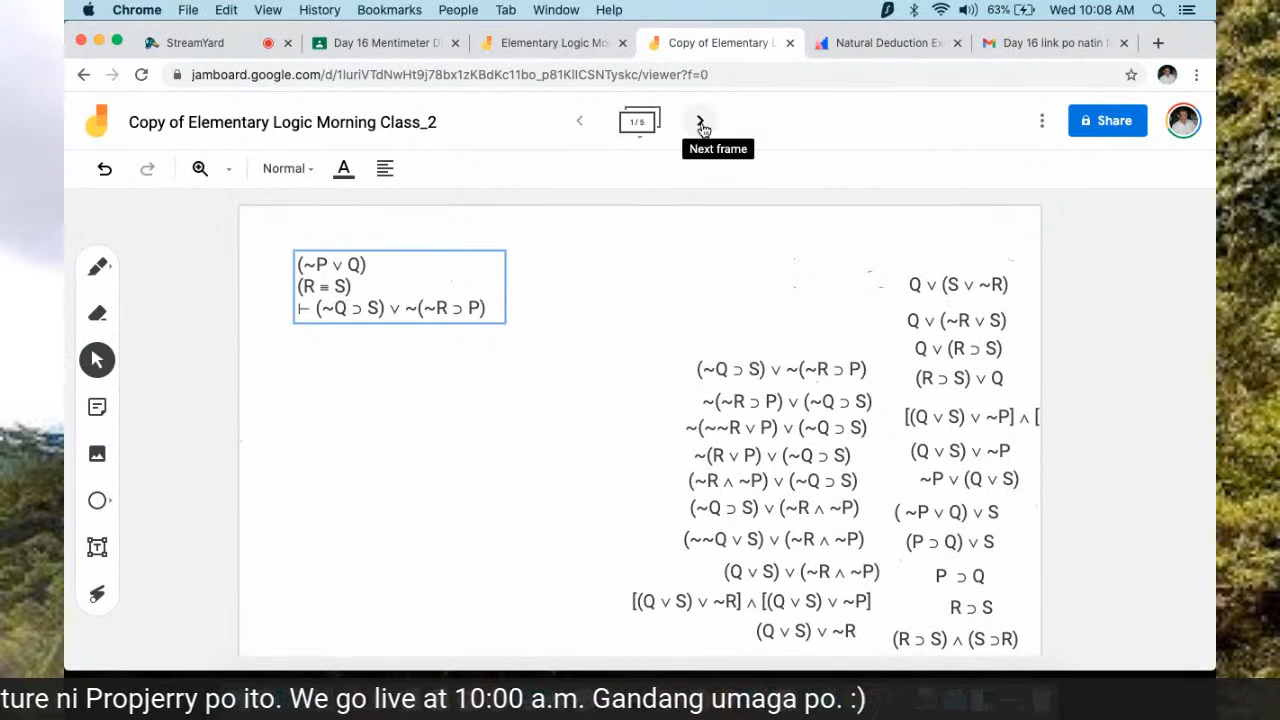 Chrome File Edit View History Bookmarks People Tab Window Help 63% Wed 10:08 AM
StreamYard Day 16 Mentimeter D Elementary Logic Mo Copy of Elementary L Natural Deduction Ex Day 16 link po natin f
jamboard.google.com/d/1luriVTdNwHt9j78bx1zKBdKc11bo_p81KlICSNTyskc/viewer?f=0
Copy of Elementary Logic Morning Class_2 1/5 Share
Next frame
Normal A
(~P ∨ Q)
(R ≡ S)
⊢ (~Q ⊃ S) ∨ ~(~R ⊃ P)
(~Q ⊃ S) ∨ ~(~R ⊃ P)
~(~R ⊃ P) ∨ (~Q ⊃ S)
~(~~R ∨ P) ∨ (~Q ⊃ S)
~(R ∨ P) ∨ (~Q ⊃ S)
(~R ∧ ~P) ∨ (~Q ⊃ S)
(~Q ⊃ S) ∨ (~R ∧ ~P)
(~~Q ∨ S) ∨ (~R ∧ ~P)
(Q ∨ S) ∨ (~R ∧ ~P)
[(Q ∨ S) ∨ ~R] ∧ [(Q ∨ S) ∨ ~P]
(Q ∨ S) ∨ ~R
Q ∨ (S ∨ ~R)
Q ∨ (~R ∨ S)
Q ∨ (R ⊃ S)
(R ⊃ S) ∨ Q
[(Q ∨ S) ∨ ~P] ∧ [
(Q ∨ S) ∨ ~P
~P ∨ (Q ∨ S)
( ~P ∨ Q) ∨ S
(P ⊃ Q) ∨ S
P ⊃ Q
R ⊃ S
(R ⊃ S) ∧ (S ⊃R)
ture ni Propjerry po ito. We go live at 10:00 a.m. Gandang umaga po. :)